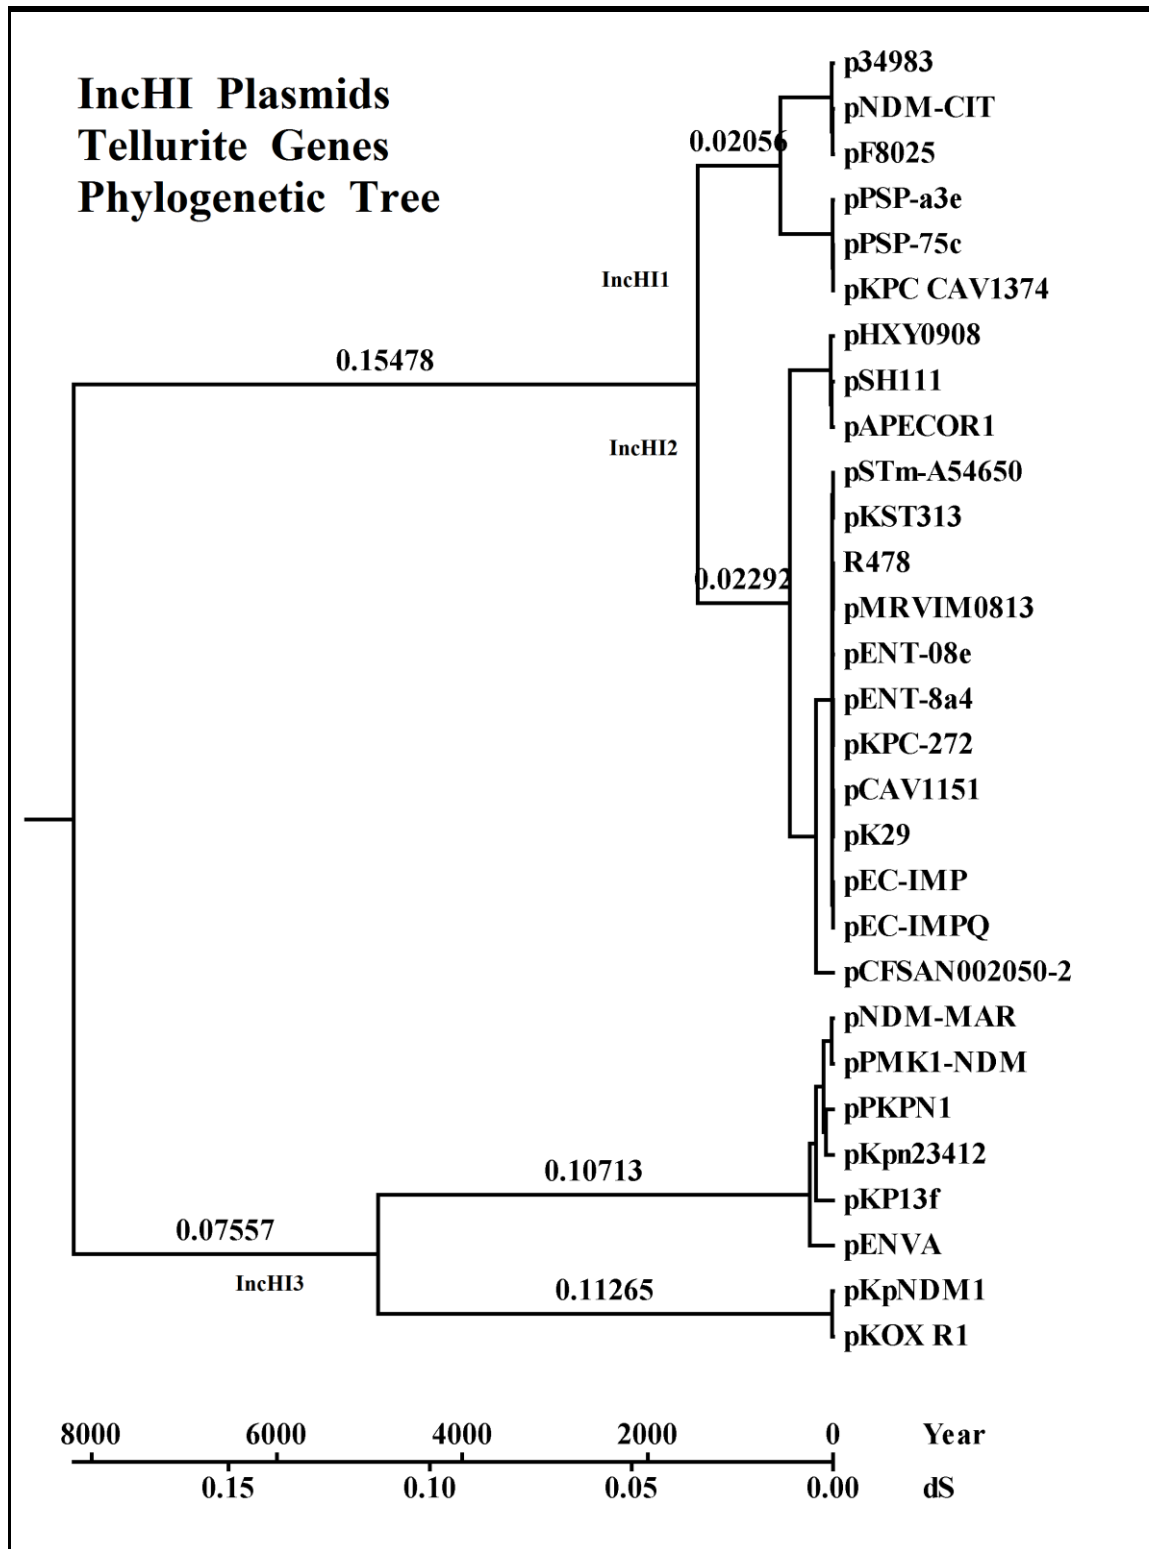 IncHI Plasmids
Tellurite Genes
Phylogenetic Tree
p34983
pNDM-CIT
0.02056
pF8025
pPSP-a3e
pPSP-75c
IncHI1
pKPC CAV1374
pHXY0908
0.15478
pSH111
pAPECOR1
IncHI2
pSTm-A54650
pKST313
R478
0.02292
pMRVIM0813
pENT-08e
pENT-8a4
pKPC-272
pCAV1151
pK29
pEC-IMP
pEC-IMPQ
pCFSAN002050-2
pNDM-MAR
pPMK1-NDM
pPKPN1
pKpn23412
0.10713
pKP13f
0.07557
pENVA
IncHI3
0.11265
pKpNDM1
pKOX R1
8000 6000 4000 2000 0 Year
0.15 0.10 0.05 0.00 dS